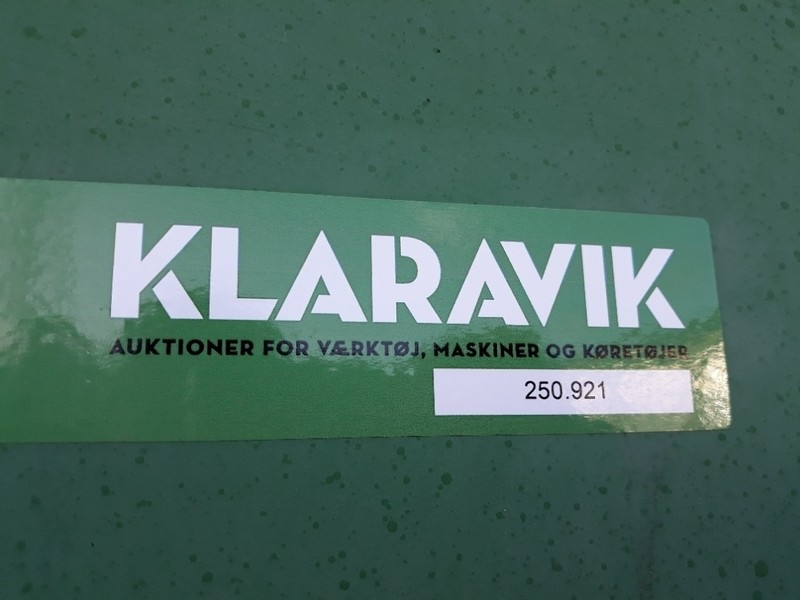 KLARAVIK
AUKTIONER FOR VÆRKTØJ, MASKINER OG KØRETØJER
250.921